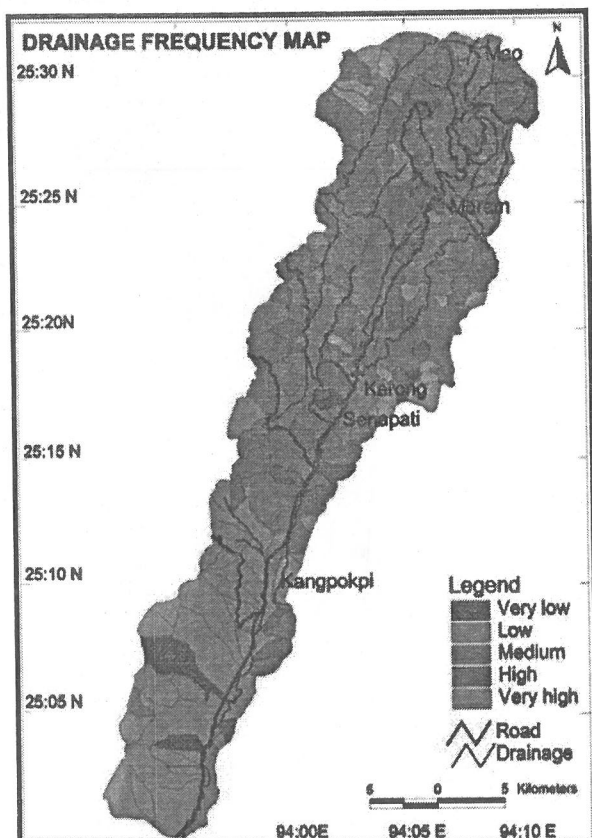 DRAINAGE FREQUENCY MAP
N
25:30 N
Mao
25:25 N
Maram
25:20N
Karong
Senapati
25:15 N
25:10 N
Kangpokpi
Legend
Very low
Low
Medium
High
Very high
25:05 N
Road
Drainage
5 0 5 Kilometers
94:00E 94:05 E 94:10 E